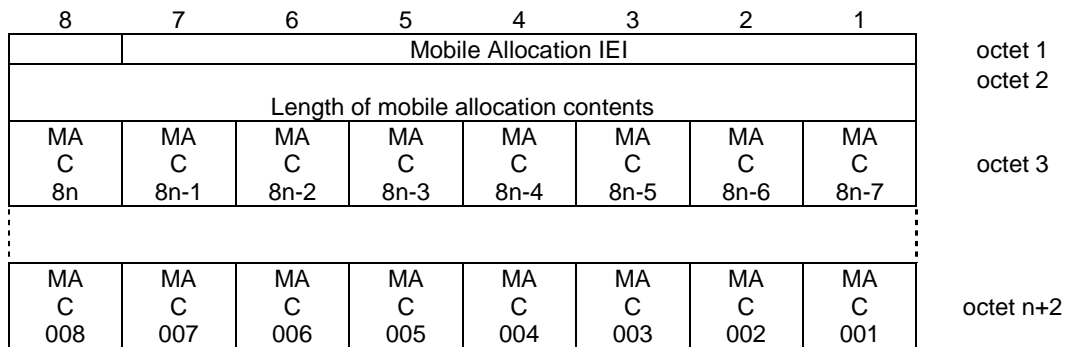 8 7 6 5 4 3 2 1
Mobile Allocation IEI octet 1
octet 2
Length of mobile allocation contents
MA MA MA MA MA MA MA MA
C C C C C C C C octet 3
8n 8n-1 8n-2 8n-3 8n-4 8n-5 8n-6 8n-7
MA MA MA MA MA MA MA MA
C C C C C C C C octet n+2
008 007 006 005 004 003 002 001